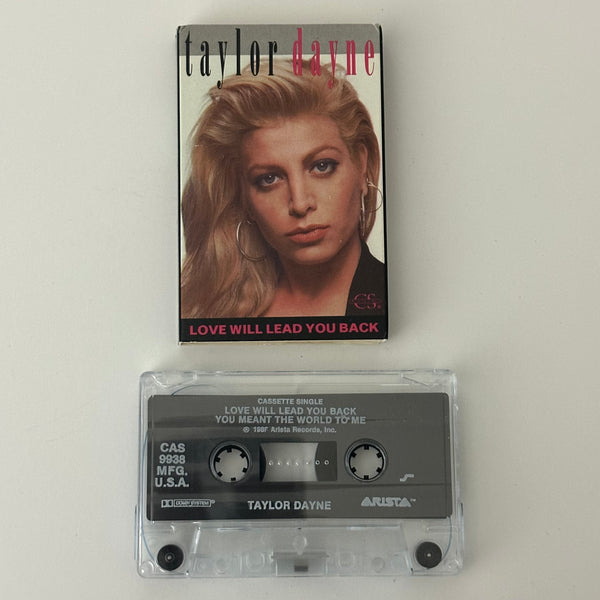 taylor dayne
CS
LOVE WILL LEAD YOU BACK
CASSETTE SINGLE
LOVE WILL LEAD YOU BACK
YOU MEANT THE WORLD TO ME
Arista Records, Inc.
CAS
9938
MFG.
U.S.A.
DOLBY SYSTEM
TAYLOR DAYNE
ARISTA™